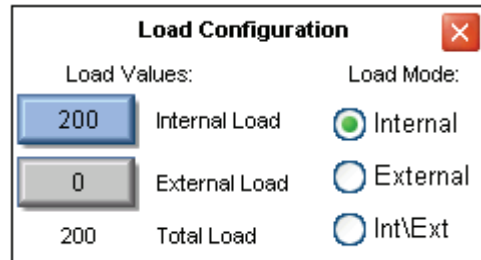 Load Configuration
Load Values: Load Mode:
200 Internal Load Internal
0 External Load External
200 Total Load Int\Ext